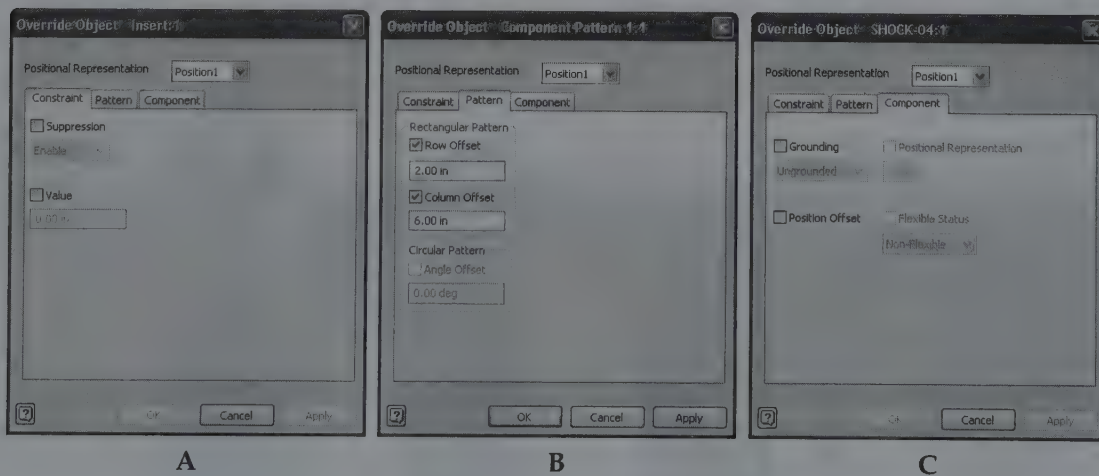 Override Object Insert:1
Positional Representation Position1
Constraint Pattern Component
Suppression
Enable
Value
0.00 in
OK Cancel Apply
A
Override Object Component Pattern 1:1
Positional Representation Position1
Constraint Pattern Component
Rectangular Pattern
Row Offset
2.00 in
Column Offset
6.00 in
Circular Pattern
Angle Offset
0.00 deg
OK Cancel Apply
B
Override Object SHOCK-04:1
Positional Representation Position1
Constraint Pattern Component
Grounding Positional Representation
Ungrounded
Position Offset Flexible Status
Non-Flexible
Cancel Apply
C